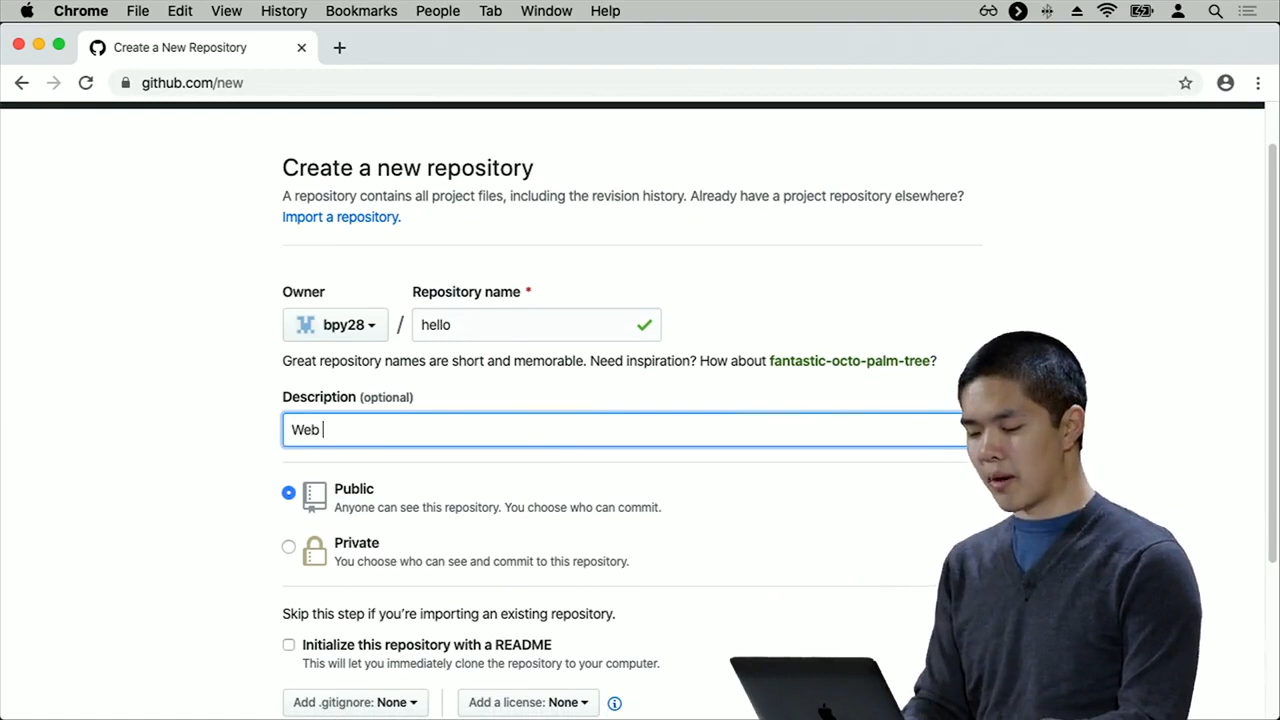 Chrome File Edit View History Bookmarks People Tab Window Help
Create a New Repository
github.com/new
Create a new repository
A repository contains all project files, including the revision history. Already have a project repository elsewhere?
Import a repository.
Owner Repository name *
bpy28 / hello
Great repository names are short and memorable. Need inspiration? How about fantastic-octo-palm-tree?
Description (optional)
Web
Public
Anyone can see this repository. You choose who can commit.
Private
You choose who can see and commit to this repository.
Skip this step if you’re importing an existing repository.
Initialize this repository with a README
This will let you immediately clone the repository to your computer.
Add .gitignore: None Add a license: None